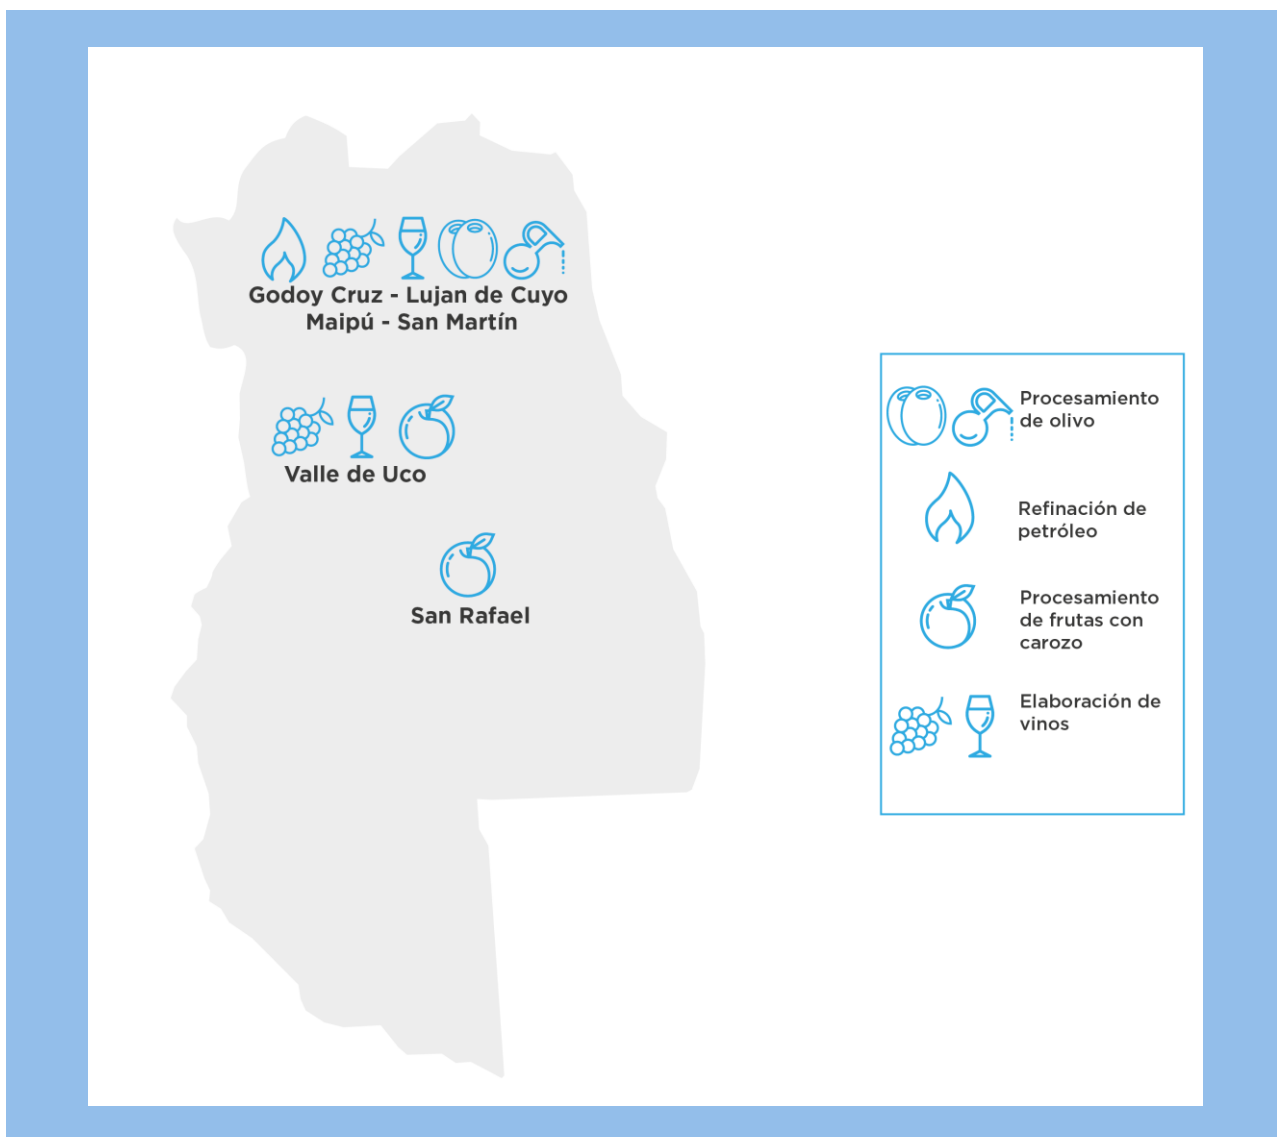 Godoy Cruz - Lujan de Cuyo
Maipú - San Martín
Valle de Uco
San Rafael
Procesamiento
de olivo
Refinación de
petróleo
Procesamiento
de frutas con
carozo
Elaboración de
vinos